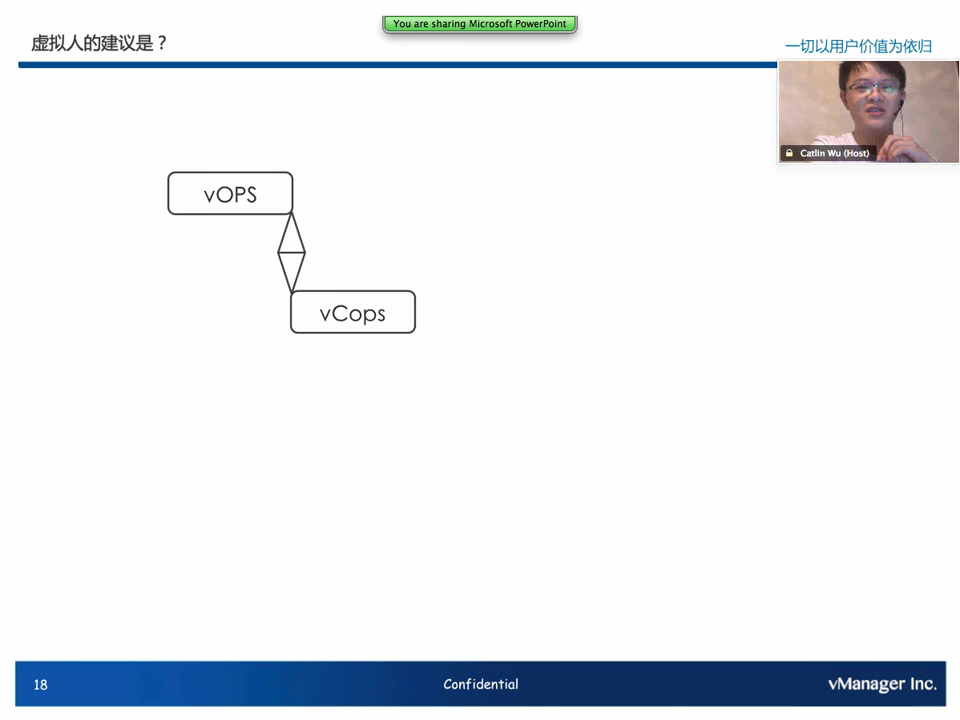 You are sharing Microsoft PowerPoint
虚拟人的建议是？
一切以用户价值为依归
Catlin Wu (Host)
vOPS
vCops
18
Confidential
vManager Inc.